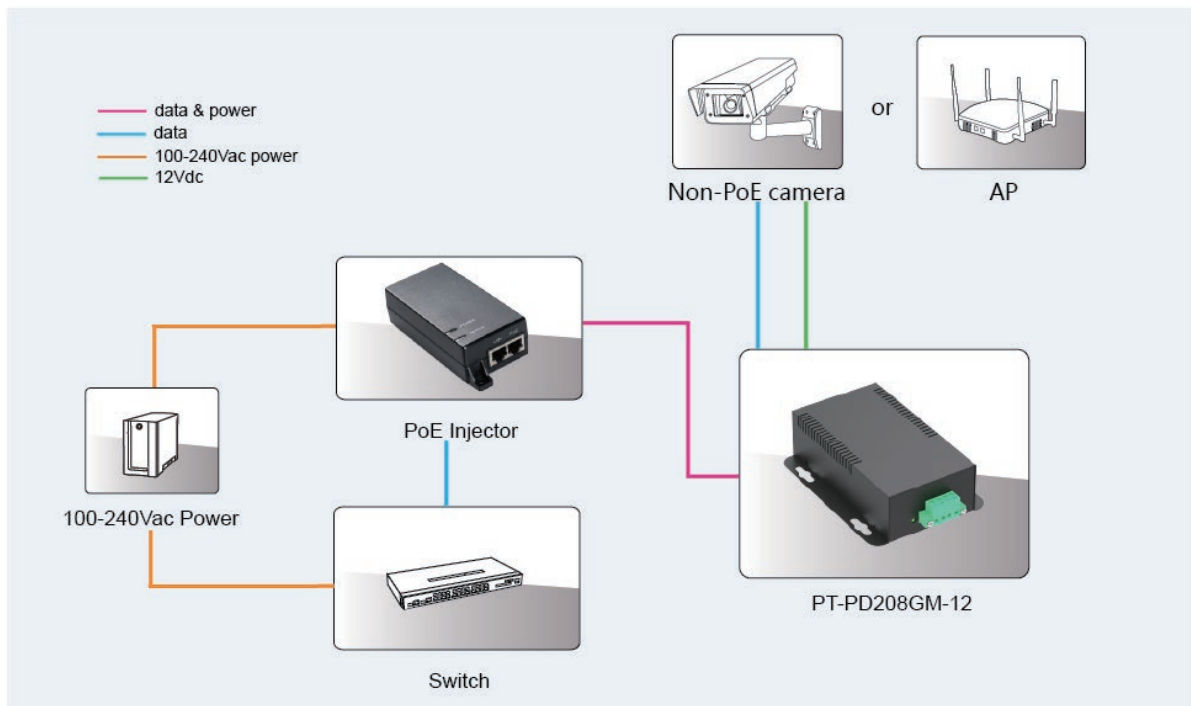 data & power
data
100-240Vac power
12Vdc
or
Non-PoE camera
AP
PoE Injector
100-240Vac Power
PT-PD208GM-12
Switch